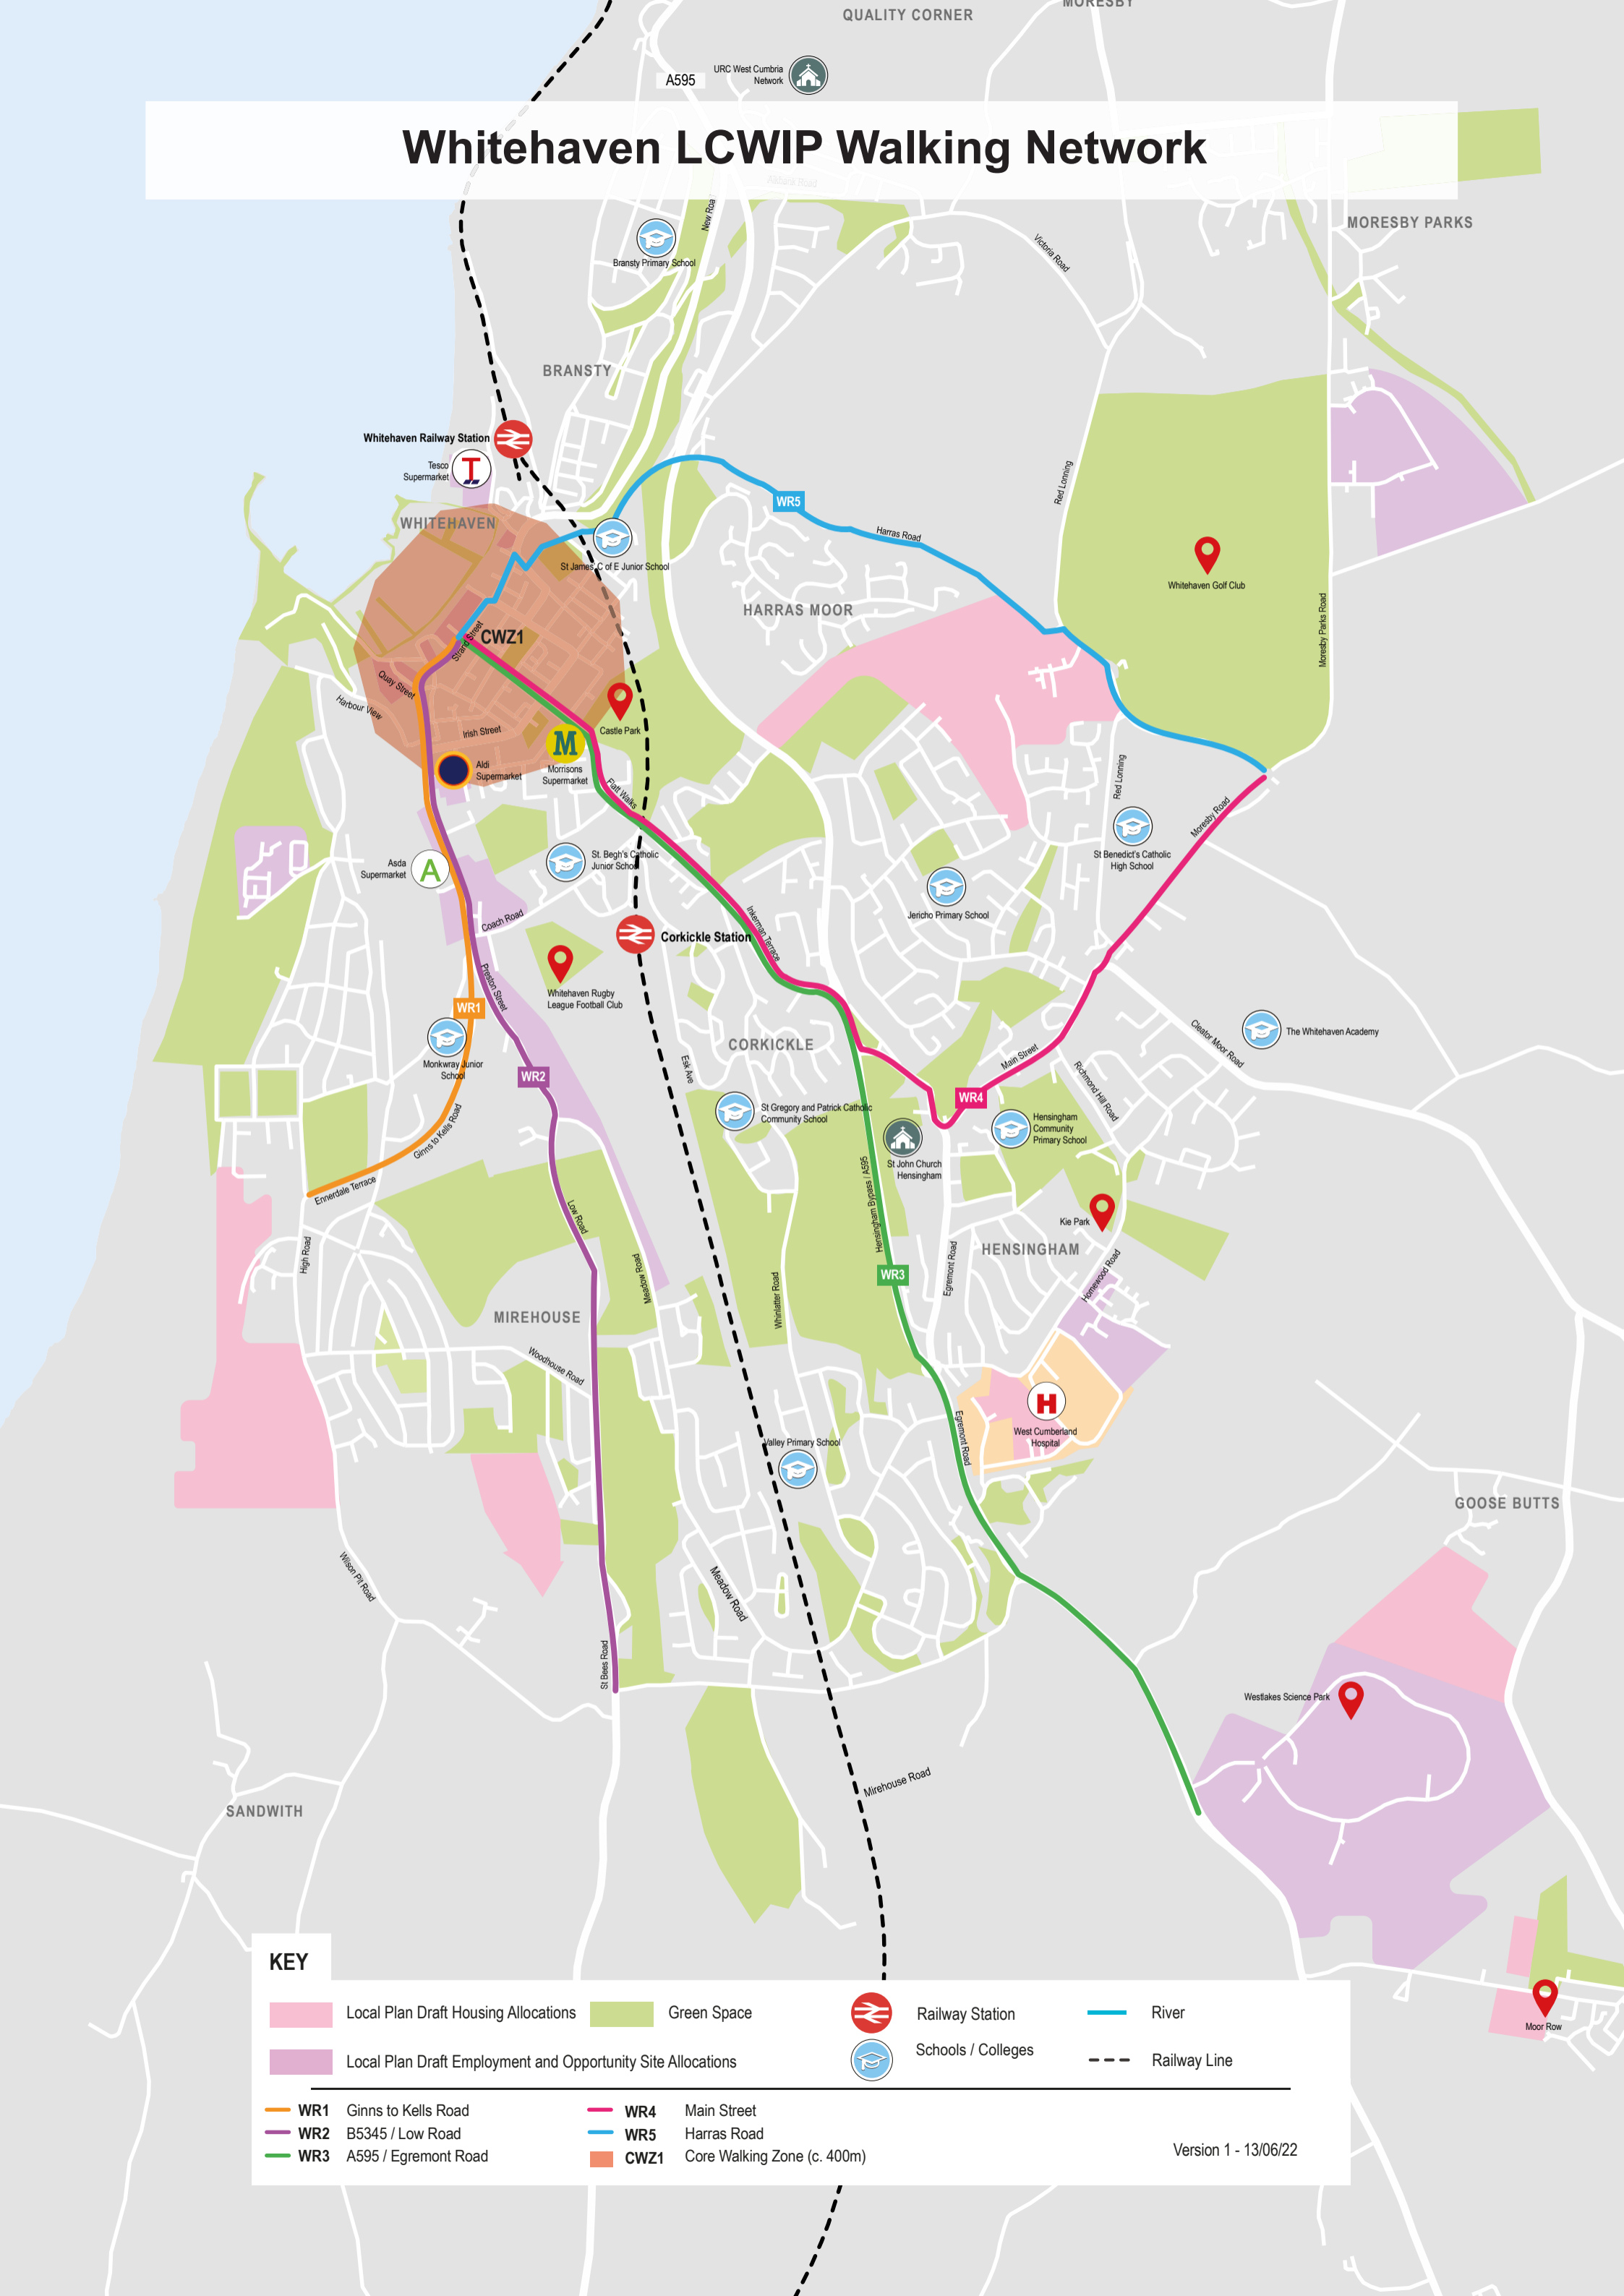 QUALITY CORNER
MORESBY
A595
URC West Cumbria
Network
Whitehaven LCWIP Walking Network
MORESBY PARKS
New Roa
Victoria Road
Bransty Primary School
BRANSTY
Whitehaven Railway Station
Tesco
Supermarket
T
WHITEHAVEN
WR5
Harras Road
Red Lonning
St James' C of E Junior School
Whitehaven Golf Club
HARRAS MOOR
Moresby Parks Road
CWZ1
Strand Street
Quay Street
Harbour View
Irish Street
Castle Park
M
Morrisons
Supermarket
Aldi
Supermarket
Flatt Walks
Red Lonning
Moresby Road
St Benedict's Catholic
High School
St. Begh's Catholic
Junior School
Asda
Supermarket
A
Jericho Primary School
Coach Road
Inkerman Terrace
Corkickle Station
Preston Street
Whitehaven Rugby
League Football Club
WR1
Monkwray Junior
School
CORKICKLE
Cleator Moor Road
The Whitehaven Academy
Main Street
Esk Ave
WR2
Richmond Hill Road
WR4
St Gregory and Patrick Catholic
Community School
Hensingham
Community
Primary School
Ginns to Kells Road
St John Church
Hensingham
Ennerdale Terrace
Hensingham Bypass / A595
Low Road
Kie Park
High Road
HENSINGHAM
Egremont Road
Homewood Road
Meadow Road
Whinlatter Road
WR3
MIREHOUSE
Woodhouse Road
H
West Cumberland
Hospital
Egremont Road
Valley Primary School
GOOSE BUTTS
Wilson Pit Road
Meadow Road
St Bees Road
Westlakes Science Park
Mirehouse Road
SANDWITH
Moor Row
KEY
Local Plan Draft Housing Allocations
Green Space
Railway Station
River
Local Plan Draft Employment and Opportunity Site Allocations
Schools / Colleges
Railway Line
WR1 Ginns to Kells Road
WR2 B5345 / Low Road
WR3 A595 / Egremont Road
WR4 Main Street
WR5 Harras Road
CWZ1 Core Walking Zone (c. 400m)
Version 1 - 13/06/22